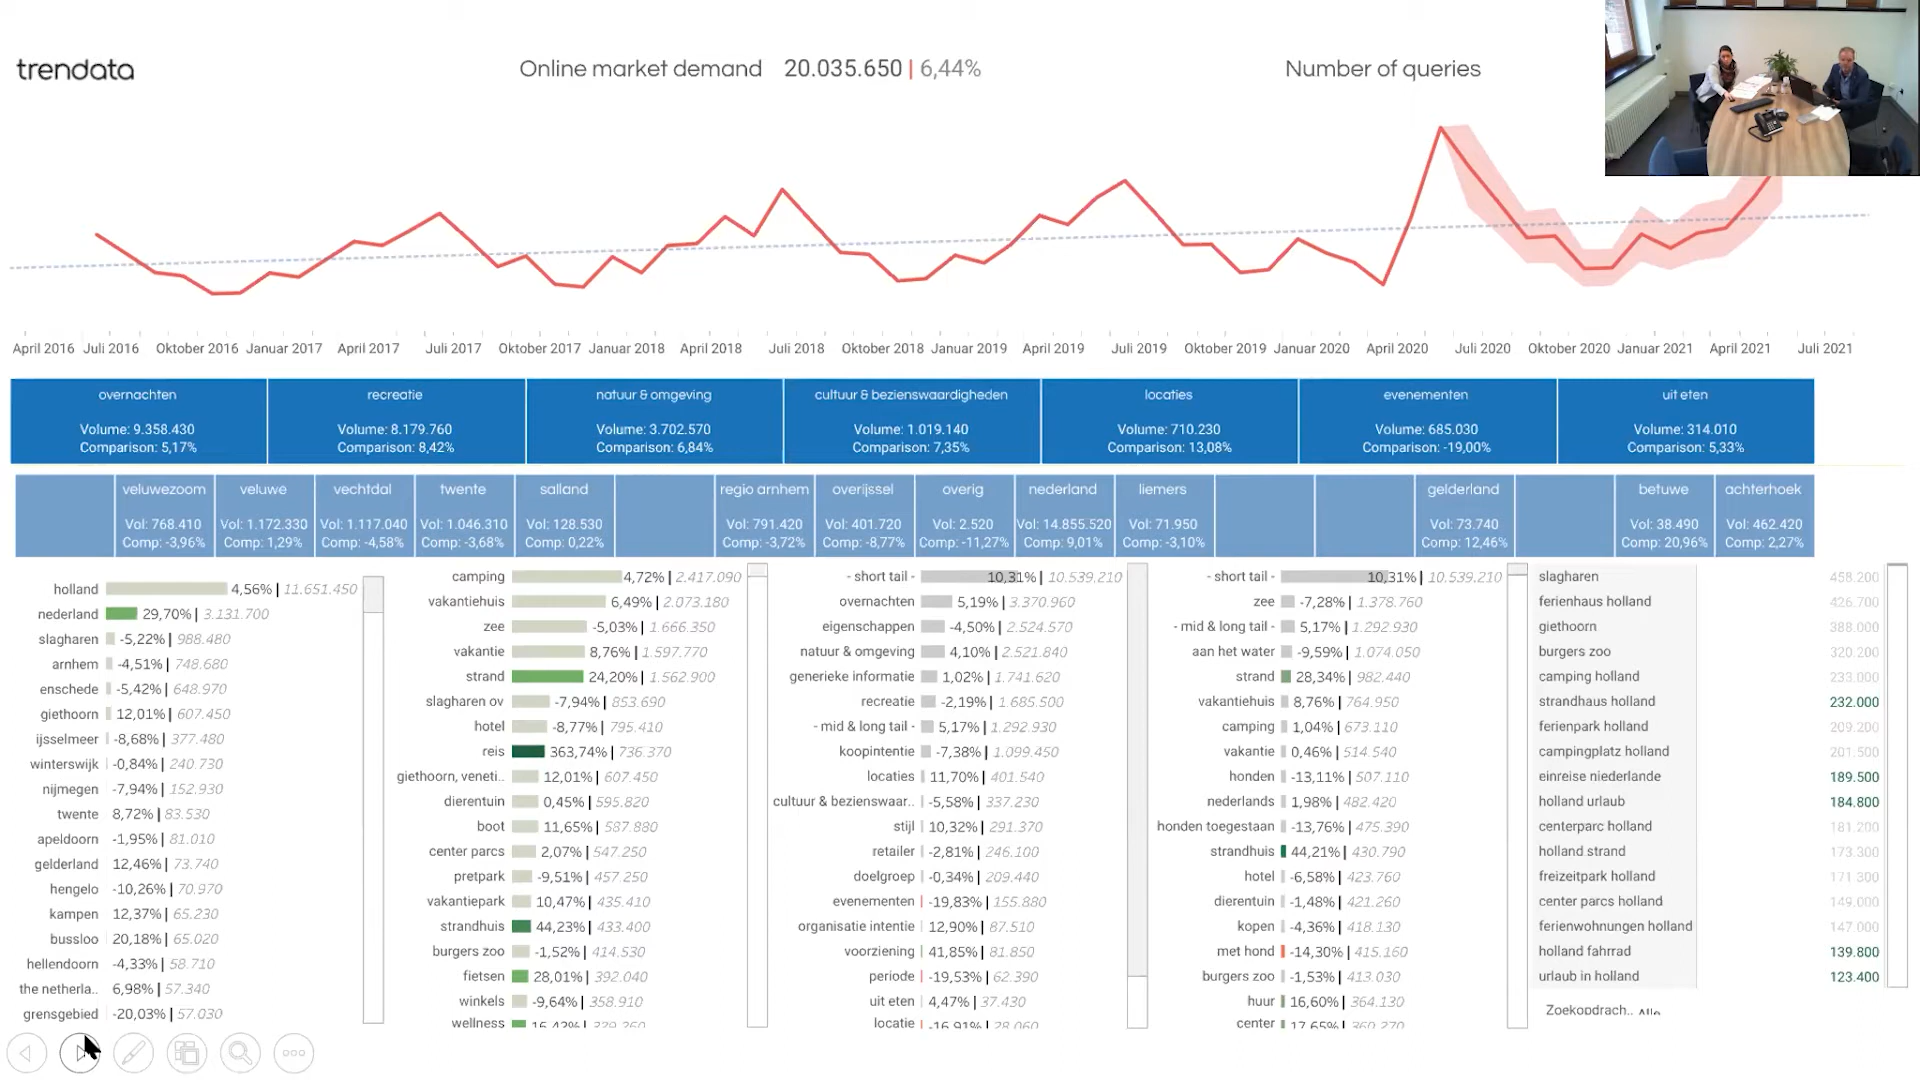 trendata
Online market demand 20.035.650 | 6,44%
Number of queries
April 2016 Juli 2016 Oktober 2016 Januar 2017 April 2017 Juli 2017 Oktober 2017 Januar 2018 April 2018 Juli 2018 Oktober 2018 Januar 2019 April 2019 Juli 2019 Oktober 2019 Januar 2020 April 2020 Juli 2020 Oktober 2020 Januar 2021 April 2021 Juli 2021
overnachten recreatie natuur & omgeving cultuur & bezienswaardigheden locaties evenementen uit eten
Volume: 9.358.430 Volume: 8.179.760 Volume: 3.702.570 Volume: 1.019.140 Volume: 710.230 Volume: 685.030 Volume: 314.010
Comparison: 5,17% Comparison: 8,42% Comparison: 6,84% Comparison: 7,35% Comparison: 13,08% Comparison: -19,00% Comparison: 5,33%
veluwezoom veluwe vechtdal twente salland regio arnhem overijssel overig nederland liemers gelderland betuwe achterhoek
Vol: 768.410 Vol: 1.172.330 Vol: 1.117.040 Vol: 1.046.310 Vol: 128.530 Vol: 791.420 Vol: 401.720 Vol: 2.520 Vol: 14.855.520 Vol: 71.950 Vol: 73.740 Vol: 38.490 Vol: 462.420
Comp: -3,96% Comp: 1,29% Comp: -4,58% Comp: -3,68% Comp: 0,22% Comp: -3,72% Comp: -8,77% Comp: -11,27% Comp: 9,01% Comp: -3,10% Comp: 12,46% Comp: 20,96% Comp: 2,27%
holland 4,56% | 11.651.450
nederland 29,70% | 3.131.700
slagharen -5,22% | 988.480
arnhem -4,51% | 748.680
enschede -5,42% | 648.970
giethoorn 12,01% | 607.450
ijsselmeer -8,68% | 377.480
winterswijk -0,84% | 240.730
nijmegen -7,94% | 152.930
twente 8,72% | 83.530
apeldoorn -1,95% | 81.010
gelderland 12,46% | 73.740
hengelo -10,26% | 70.970
kampen 12,37% | 65.230
bussloo 20,18% | 65.020
hellendoorn -4,33% | 58.710
the netherla.. 6,98% | 57.340
grensgebied -20,03% | 57.030
camping 4,72% | 2.417.090
vakantiehuis 6,49% | 2.073.180
zee -5,03% | 1.666.350
vakantie 8,76% | 1.597.770
strand 24,20% | 1.562.900
slagharen ov -7,94% | 853.690
hotel -8,77% | 795.410
reis 363,74% | 736.370
giethoorn, veneti.. 12,01% | 607.450
dierentuin 0,45% | 595.820
boot 11,65% | 587.880
center parcs 2,07% | 547.250
pretpark -9,51% | 457.250
vakantiepark 10,47% | 435.410
strandhuis 44,23% | 433.400
burgers zoo -1,52% | 414.530
fietsen 28,01% | 392.040
winkels -9,64% | 358.910
wellness 16,42% | 329.260
- short tail - 10,31% | 10.539.210
overnachten 5,19% | 3.370.960
eigenschappen -4,50% | 2.524.570
natuur & omgeving 4,10% | 2.521.840
generieke informatie 1,02% | 1.741.620
recreatie -2,19% | 1.685.500
- mid & long tail - 5,17% | 1.292.930
koopintentie -7,38% | 1.099.450
locaties 11,70% | 401.540
cultuur & bezienswaar.. -5,58% | 337.230
stijl 10,32% | 291.370
retailer -2,81% | 246.100
doelgroep -0,34% | 209.440
evenementen -19,83% | 155.880
organisatie intentie 12,90% | 87.510
voorziening 41,85% | 81.850
periode -19,53% | 62.390
uit eten 4,47% | 37.430
locatie -16,91% | 28.060
- short tail - 10,31% | 10.539.210
zee -7,28% | 1.378.760
- mid & long tail - 5,17% | 1.292.930
aan het water -9,59% | 1.074.050
strand 28,34% | 982.440
vakantiehuis 8,76% | 764.950
camping 1,04% | 673.110
vakantie 0,46% | 514.540
honden -13,11% | 507.110
nederlands 1,98% | 482.420
honden toegestaan -13,76% | 475.390
strandhuis 44,21% | 430.790
hotel -6,58% | 423.760
dierentuin -1,48% | 421.260
kopen -4,36% | 418.130
met hond -14,30% | 415.160
burgers zoo -1,53% | 413.030
huur 16,60% | 364.130
center 17,65% | 360.270
slagharen 458.200
ferienhaus holland 426.700
giethoorn 388.000
burgers zoo 320.200
camping holland 233.000
strandhaus holland 232.000
ferienpark holland 209.200
campingplatz holland 201.500
einreise niederlande 189.500
holland urlaub 184.800
centerparc holland 181.200
holland strand 173.300
freizeitpark holland 171.300
center parcs holland 149.000
ferienwohnungen holland 147.000
holland fahrrad 139.800
urlaub in holland 123.400
Zoekopdrach.. Alle